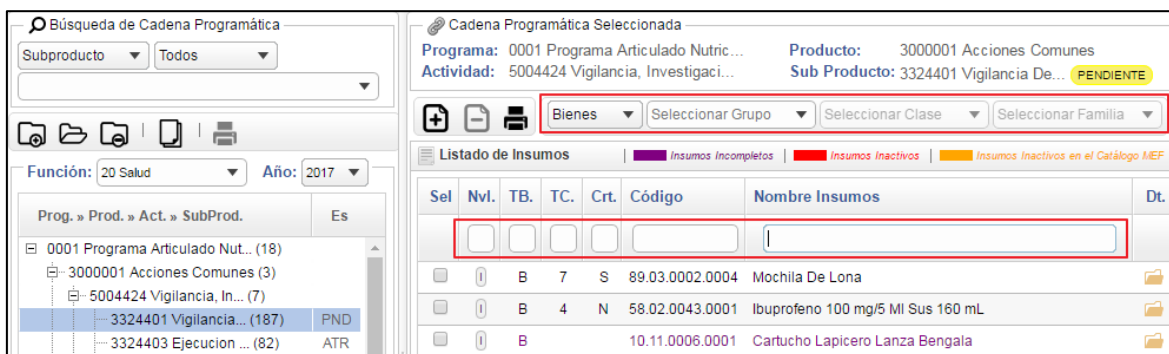 Búsqueda de Cadena Programática
Subproducto Todos
Función: 20 Salud Año: 2017
Prog. » Prod. » Act. » SubProd. Es
0001 Programa Articulado Nut... (18)
3000001 Acciones Comunes (3)
5004424 Vigilancia, In... (7)
3324401 Vigilancia... (187) PND
3324403 Ejecucion ... (82) ATR
Cadena Programática Seleccionada
Programa: 0001 Programa Articulado Nutric... Producto: 3000001 Acciones Comunes
Actividad: 5004424 Vigilancia, Investigaci... Sub Producto: 3324401 Vigilancia De... PENDIENTE
Bienes Seleccionar Grupo Seleccionar Clase Seleccionar Familia
Listado de Insumos | Insumos Incompletos | Insumos Inactivos | Insumos Inactivos en el Catálogo MEF
Sel Nvl. TB. TC. Crt. Código Nombre Insumos Dt.
I B 7 S 89.03.0002.0004 Mochila De Lona
I B 4 N 58.02.0043.0001 Ibuprofeno 100 mg/5 Ml Sus 160 mL
I B 10.11.0006.0001 Cartucho Lapicero Lanza Bengala